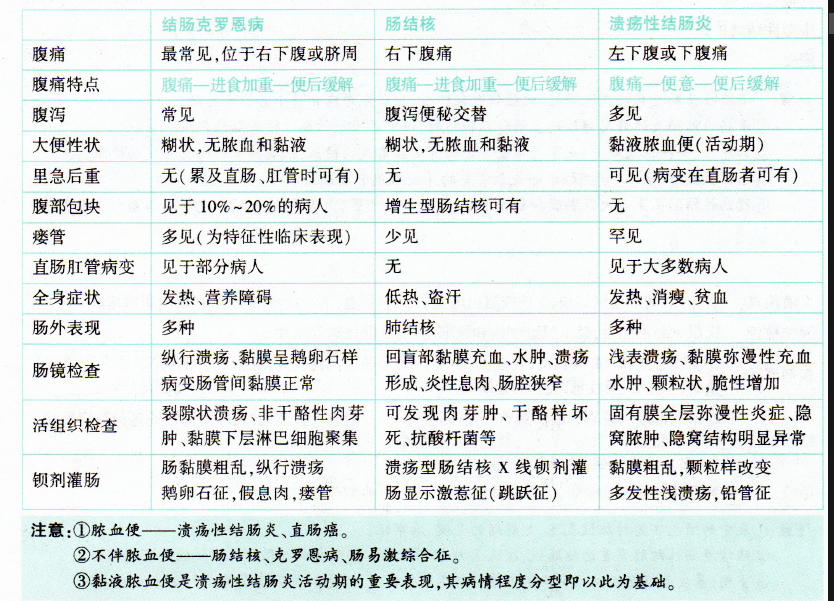 结肠克罗恩病 肠结核 溃疡性结肠炎
腹痛 最常见,位于右下腹或脐周 右下腹痛 左下腹或下腹痛
腹痛特点 腹痛—进食加重—便后缓解 腹痛—进食加重—便后缓解 腹痛—便意—便后缓解
腹泻 常见 腹泻便秘交替 多见
大便性状 糊状,无脓血和黏液 糊状,无脓血和黏液 黏液脓血便(活动期)
里急后重 无(累及直肠、肛管时可有) 无 可见(病变在直肠者可有)
腹部包块 见于10%~20%的病人 增生型肠结核可有 无
瘘管 多见(为特征性临床表现) 少见 罕见
直肠肛管病变 见于部分病人 无 见于大多数病人
全身症状 发热、营养障碍 低热、盗汗 发热、消瘦、贫血
肠外表现 多种 肺结核 多种
肠镜检查 纵行溃疡、黏膜呈鹅卵石样 回盲部黏膜充血、水肿、溃疡 浅表溃疡、黏膜弥漫性充血
病变肠管间黏膜正常 形成、炎性息肉、肠腔狭窄 水肿、颗粒状,脆性增加
活组织检查 裂隙状溃疡、非干酪性肉芽 可发现肉芽肿、干酪样坏 固有膜全层弥漫性炎症、隐
肿、黏膜下层淋巴细胞聚集 死、抗酸杆菌等 窝脓肿、隐窝结构明显异常
钡剂灌肠 肠黏膜粗乱,纵行溃疡 溃疡型肠结核X线钡剂灌 黏膜粗乱,颗粒样改变
鹅卵石征,假息肉,瘘管 肠显示激惹征(跳跃征) 多发性浅溃疡,铅管征
注意:①脓血便——溃疡性结肠炎、直肠癌。
②不伴脓血便——肠结核、克罗恩病、肠易激综合征。
③黏液脓血便是溃疡性结肠炎活动期的重要表现,其病情程度分型即以此为基础。